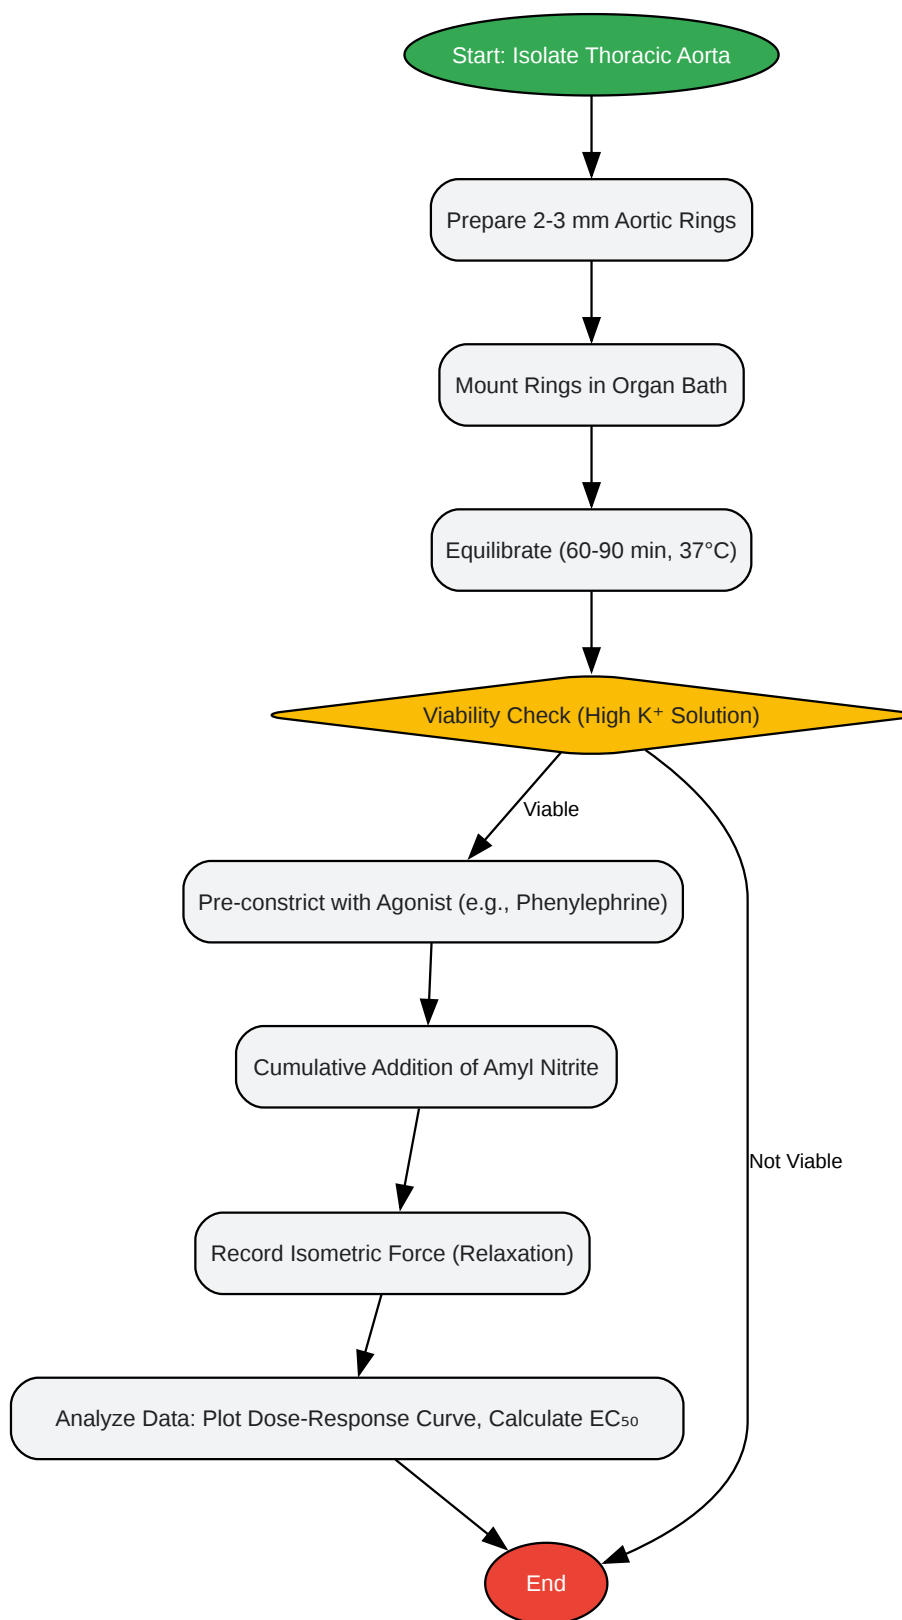 Start: Isolate Thoracic Aorta
Prepare 2-3 mm Aortic Rings
Mount Rings in Organ Bath
Equilibrate (60-90 min, 37°C)
Viability Check (High K⁺ Solution)
Viable
Pre-constrict with Agonist (e.g., Phenylephrine)
Cumulative Addition of Amyl Nitrite
Not Viable
Record Isometric Force (Relaxation)
Analyze Data: Plot Dose-Response Curve, Calculate EC₅₀
End